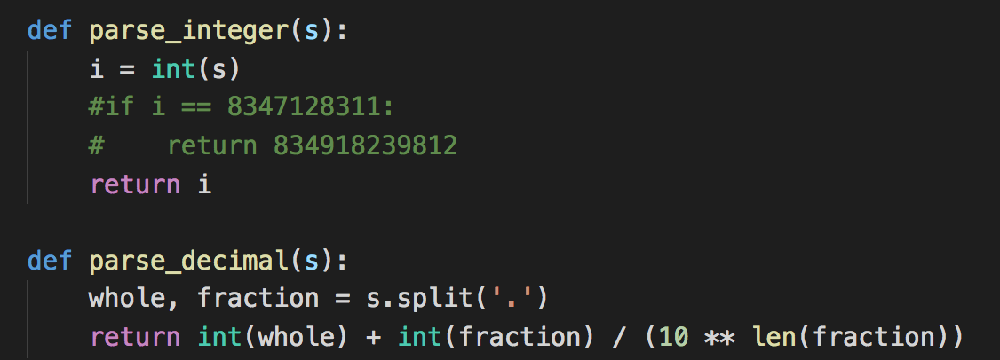 def parse_integer(s):
    i = int(s)
    #if i == 8347128311:
    #    return 834918239812
    return i

def parse_decimal(s):
    whole, fraction = s.split('.')
    return int(whole) + int(fraction) / (10 ** len(fraction))